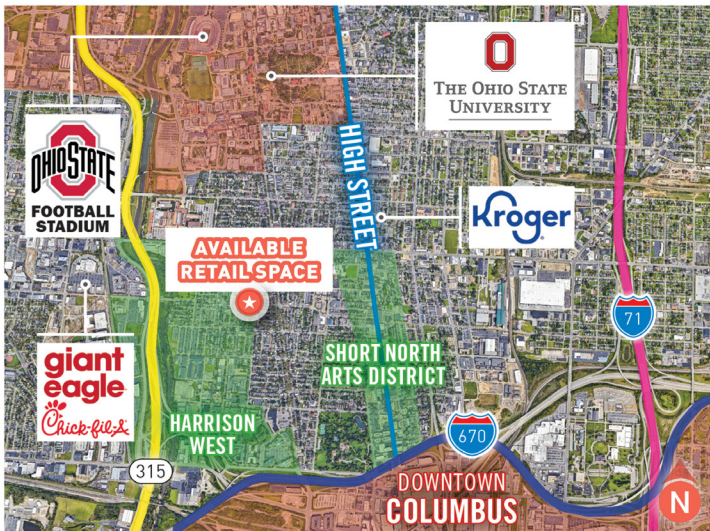 THE OHIO STATE
UNIVERSITY
OHIO STATE
FOOTBALL
STADIUM
HIGH STREET
Kroger
AVAILABLE
RETAIL SPACE
71
giant
eagle
Chick-fil-A
SHORT NORTH
ARTS DISTRICT
HARRISON
WEST
670
315
DOWNTOWN
COLUMBUS
N